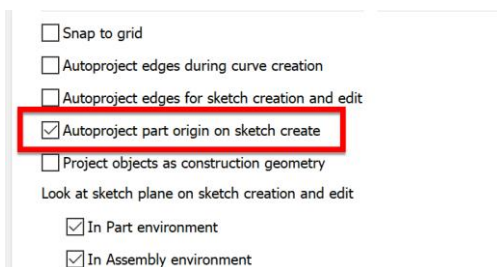 Snap to grid
Autoproject edges during curve creation
Autoproject edges for sketch creation and edit
Autoproject part origin on sketch create
Project objects as construction geometry
Look at sketch plane on sketch creation and edit
In Part environment
In Assembly environment